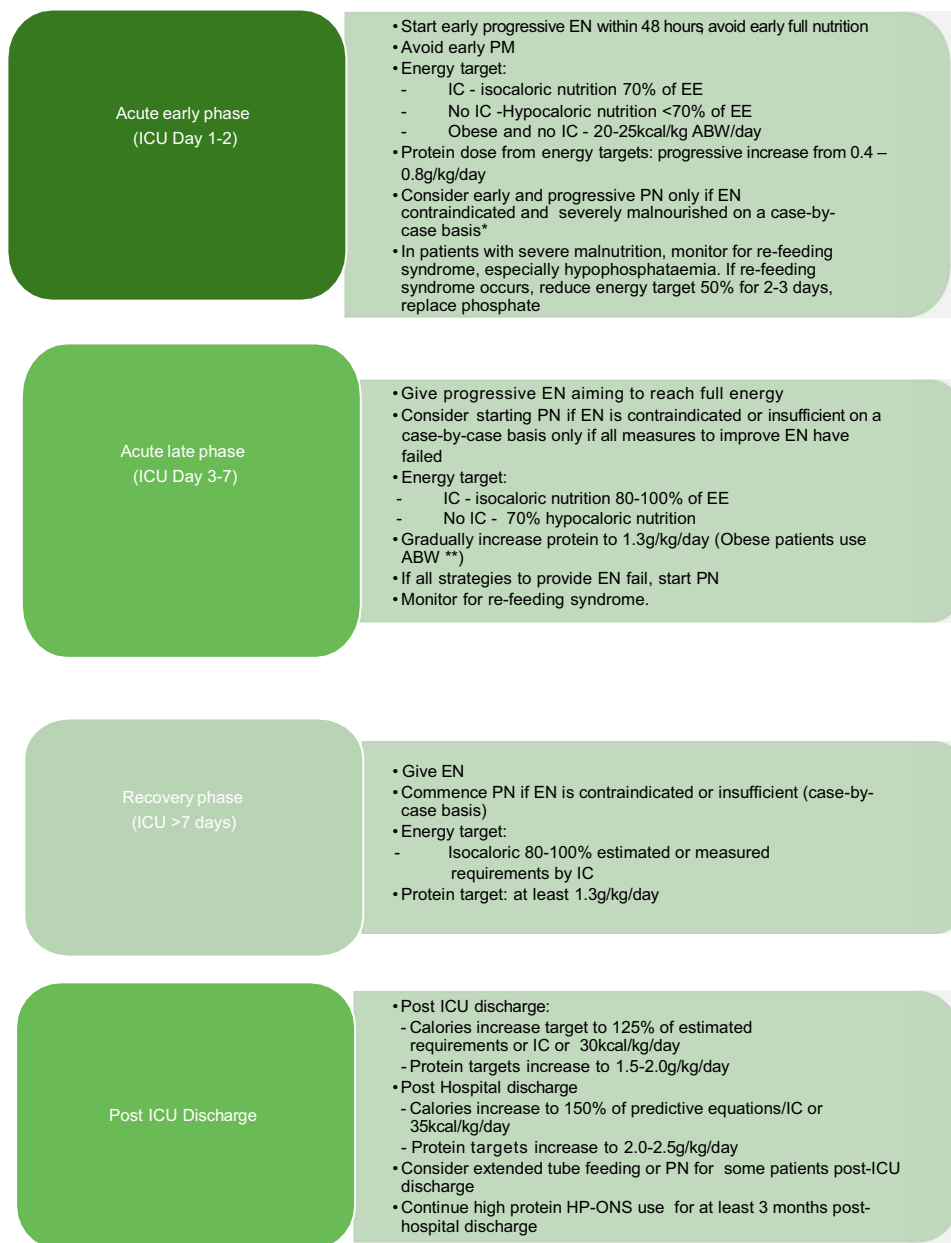 Acute early phase
(ICU Day 1-2)
• Start early progressive EN within 48 hours, avoid early full nutrition
• Avoid early PM
• Energy target:
- IC - isocaloric nutrition 70% of EE
- No IC -Hypocaloric nutrition <70% of EE
- Obese and no IC - 20-25kcal/kg ABW/day
• Protein dose from energy targets: progressive increase from 0.4 –
0.8g/kg/day
• Consider early and progressive PN only if EN
contraindicated and severely malnourished on a case-by-
case basis*
• In patients with severe malnutrition, monitor for re-feeding
syndrome, especially hypophosphataemia. If re-feeding
syndrome occurs, reduce energy target 50% for 2-3 days,
replace phosphate
Acute late phase
(ICU Day 3-7)
• Give progressive EN aiming to reach full energy
• Consider starting PN if EN is contraindicated or insufficient on a
case-by-case basis only if all measures to improve EN have
failed
• Energy target:
- IC - isocaloric nutrition 80-100% of EE
- No IC - 70% hypocaloric nutrition
• Gradually increase protein to 1.3g/kg/day (Obese patients use
ABW **)
• If all strategies to provide EN fail, start PN
• Monitor for re-feeding syndrome.
Recovery phase
(ICU >7 days)
• Give EN
• Commence PN if EN is contraindicated or insufficient (case-by-
case basis)
• Energy target:
- Isocaloric 80-100% estimated or measured
requirements by IC
• Protein target: at least 1.3g/kg/day
Post ICU Discharge
• Post ICU discharge:
- Calories increase target to 125% of estimated
requirements or IC or 30kcal/kg/day
- Protein targets increase to 1.5-2.0g/kg/day
• Post Hospital discharge
- Calories increase to 150% of predictive equations/IC or
35kcal/kg/day
- Protein targets increase to 2.0-2.5g/kg/day
• Consider extended tube feeding or PN for some patients post-ICU
discharge
• Continue high protein HP-ONS use for at least 3 months post-
hospital discharge